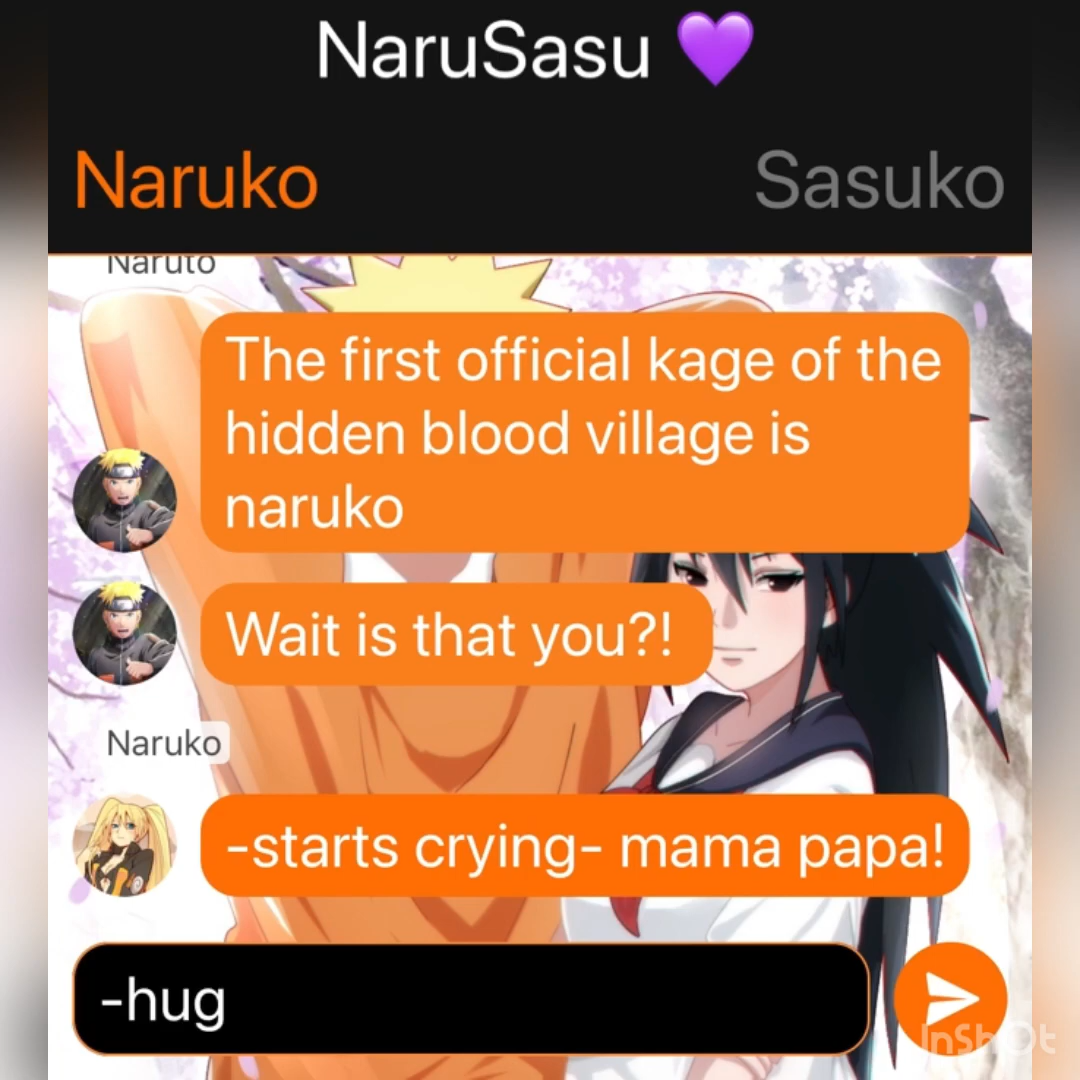 NaruSasu 💜
Naruko
Sasuko
Naruto
The first official kage of the
hidden blood village is
naruko
Wait is that you?!
Naruko
-starts crying- mama papa!
-hug
InShOt